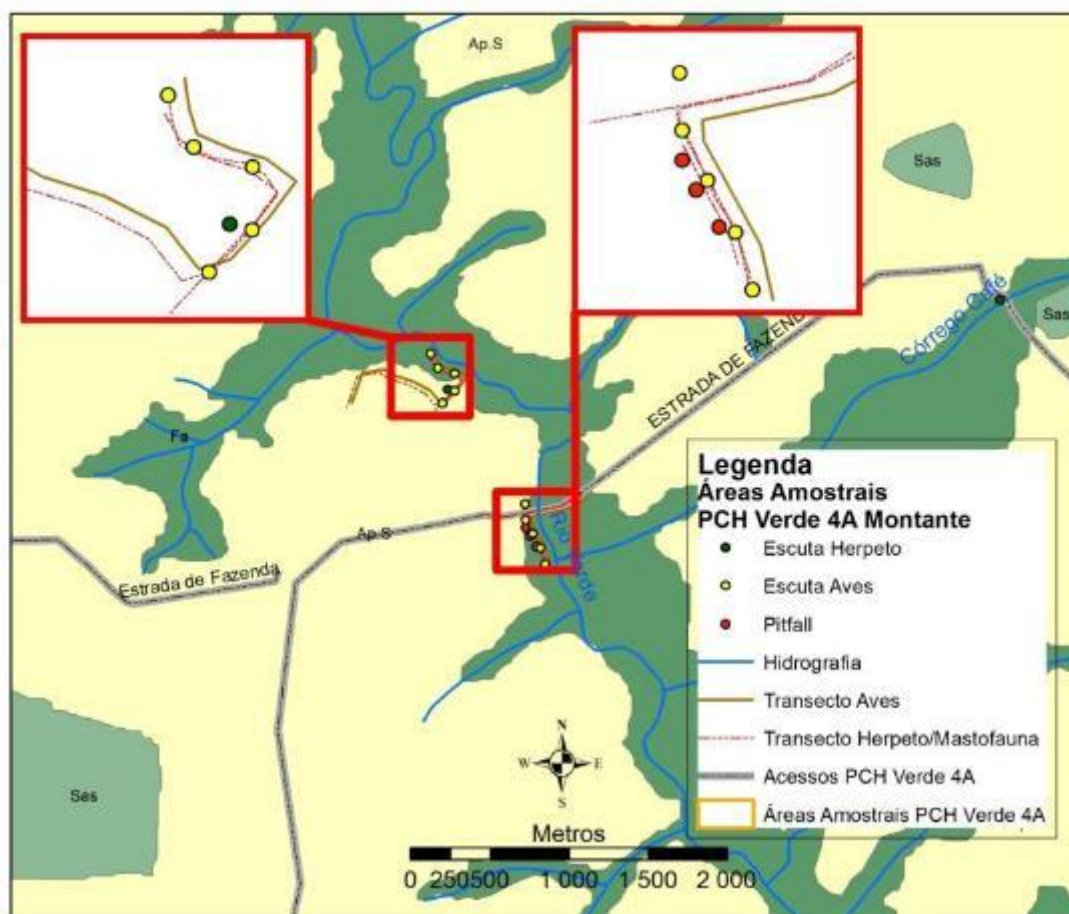 Ap.S
Sas
Córrego Café
Sas
ESTRADA DE FAZEND
Fa
Ap.S
Estrada de Fazenda
Rio Verde
Sas
N
W
E
S
Metros
0 250500 1 000 1 500 2 000
Legenda
Áreas Amostrais
PCH Verde 4A Montante
Escuta Herpeto
Escuta Aves
Pitfall
Hidrografia
Transecto Aves
Transecto Herpeto/Mastofauna
Acessos PCH Verde 4A
Áreas Amostrais PCH Verde 4A